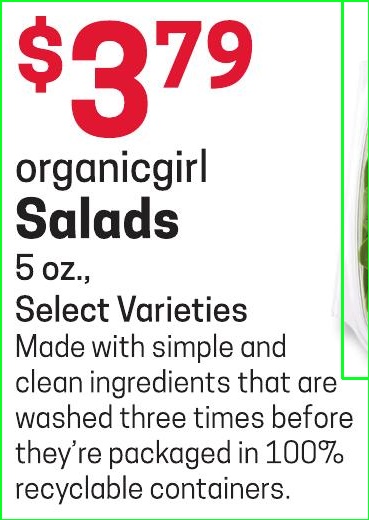 $3.79
organicgirl
Salads
5 oz.,
Select Varieties
Made with simple and
clean ingredients that are
washed three times before
they're packaged in 100%
recyclable containers.